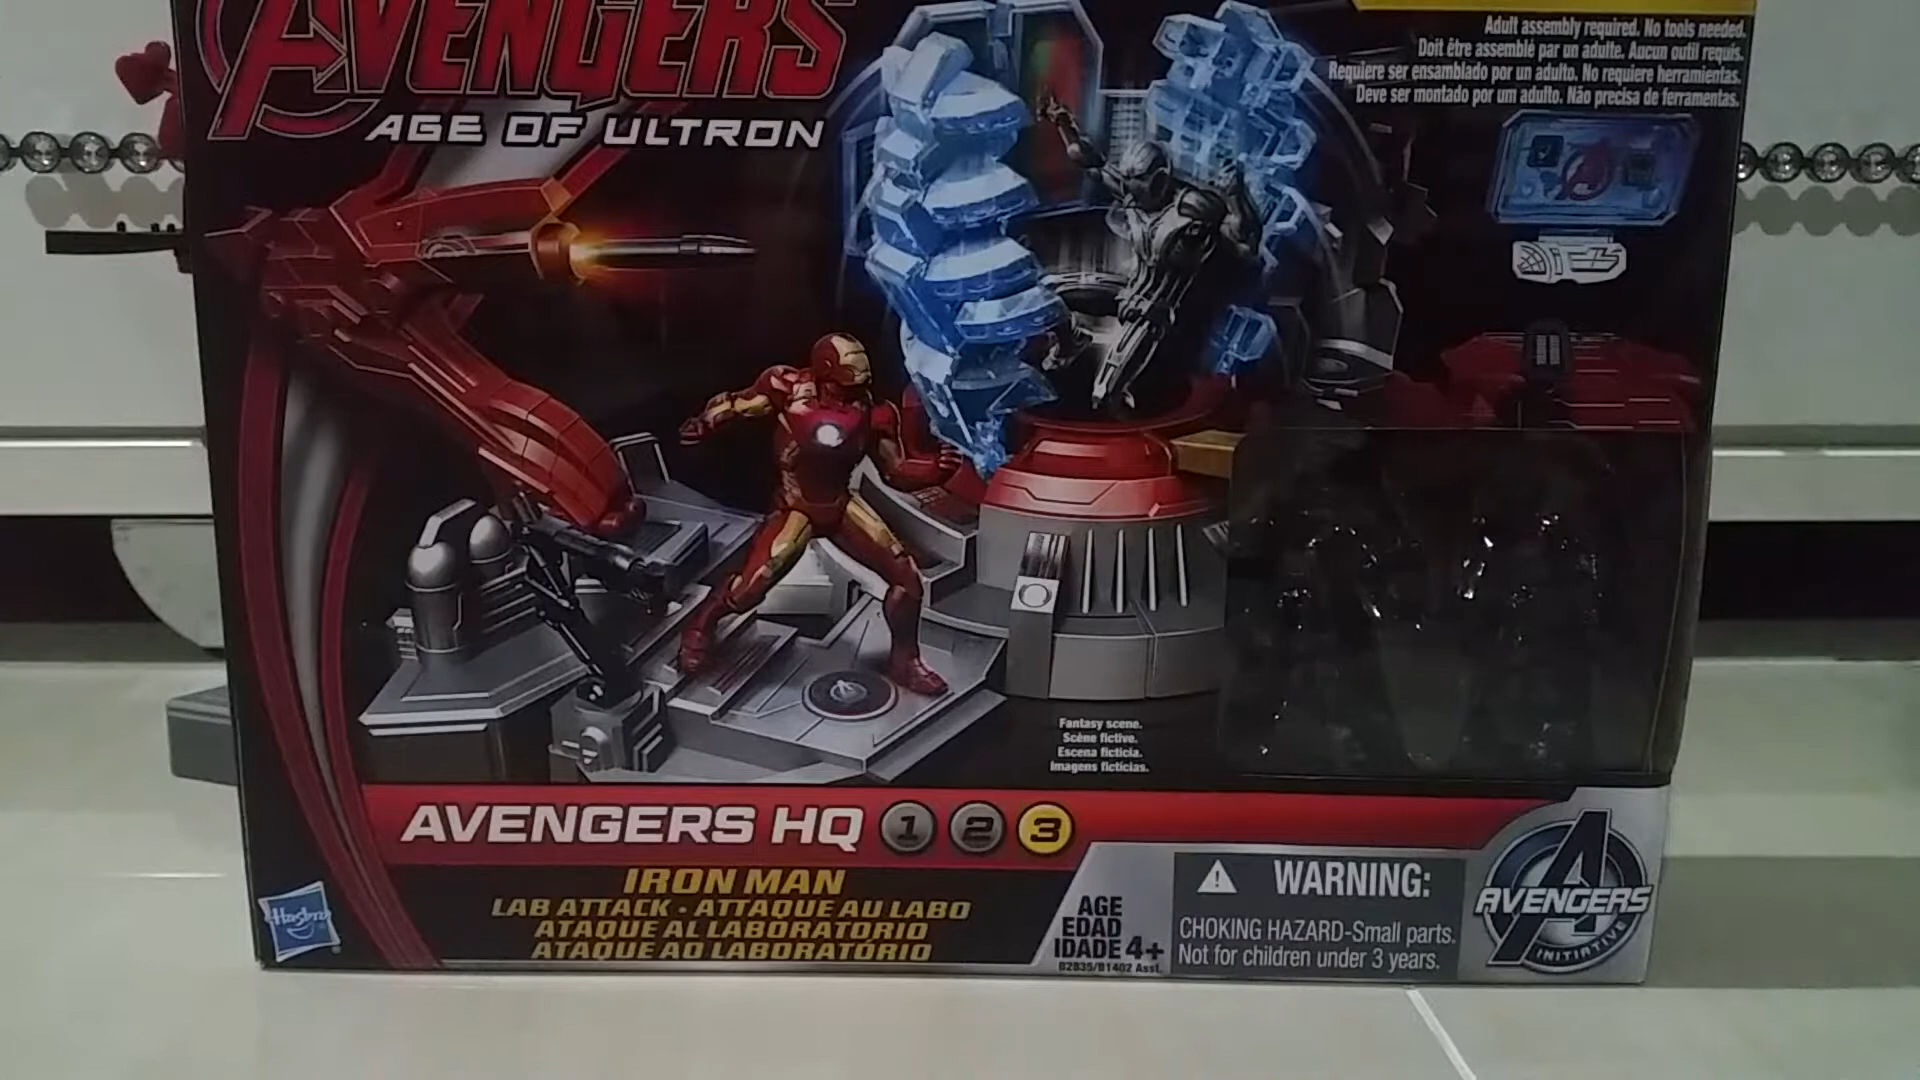 AVENGERS
AGE OF ULTRON
Adult assembly required. No tools needed.
Doit être assemblé par un adulte. Aucun outil requis.
Requiere ser ensamblado por un adulto. No requiere herramientas.
Deve ser montado por um adulto. Não precisa de ferramentas.
Fantasy scene.
Scène fictive.
Escena ficticia.
Imagens fictícias.
AVENGERS HQ 1 2 3
IRON MAN
LAB ATTACK • ATTAQUE AU LABO
ATAQUE AL LABORATORIO
ATAQUE AO LABORATÓRIO
Hasbro
AGE
EDAD
IDADE 4+
B2835/B1402 Asst.
WARNING:
CHOKING HAZARD-Small parts.
Not for children under 3 years.
AVENGERS
INITIATIVE